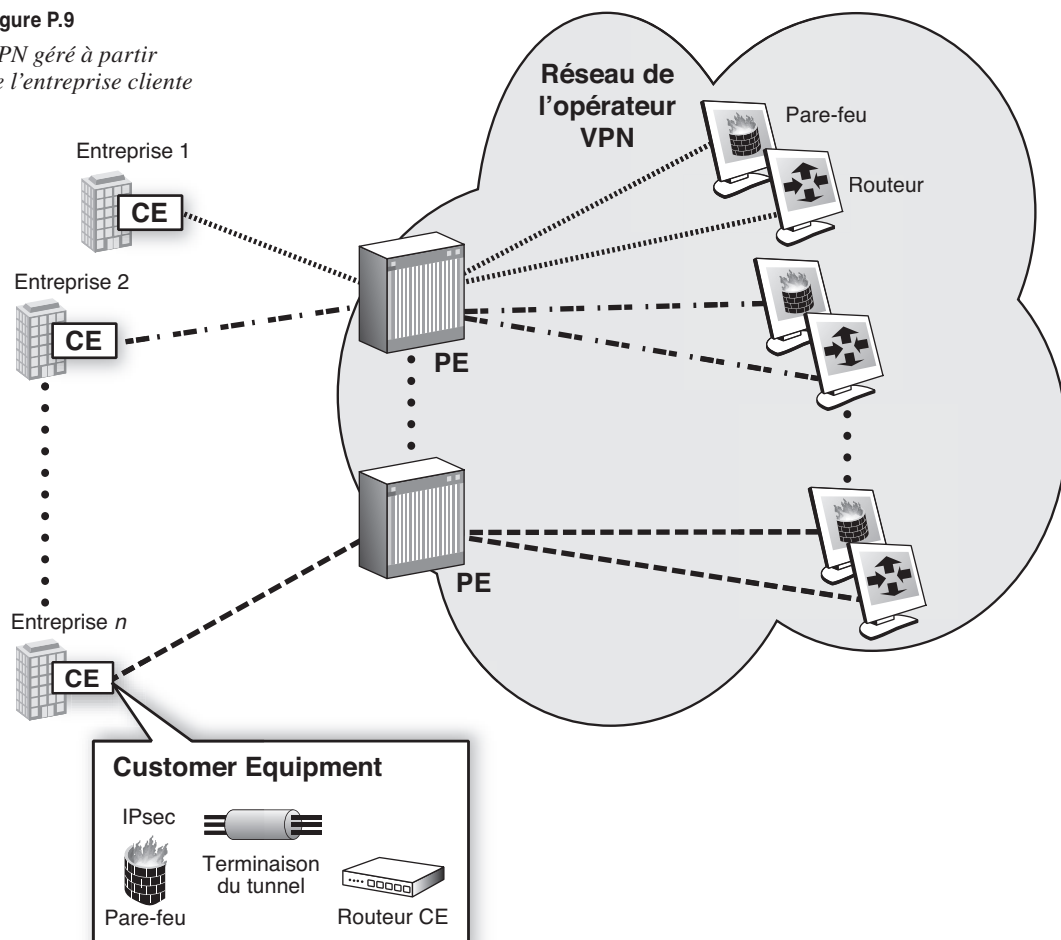 gure P.9
PN géré à partir
e l'entreprise cliente
Réseau de
l'opérateur
VPN
Pare-feu
Routeur
Entreprise 1
CE
Entreprise 2
CE
PE
PE
Entreprise n
CE
Customer Equipment
IPsec
Terminaison
du tunnel
Pare-feu
Routeur CE